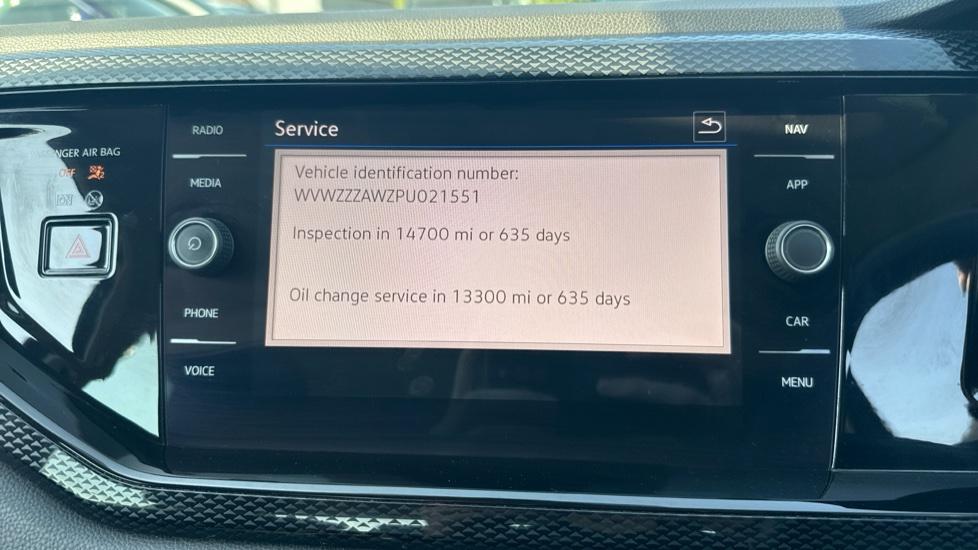 Service
Vehicle identification number:
WVWZZZAWZPU021551
Inspection in 14700 mi or 635 days
Oil change service in 13300 mi or 635 days
RADIO
MEDIA
PHONE
VOICE
NAV
APP
CAR
MENU
AIR BAG
OFF
ON